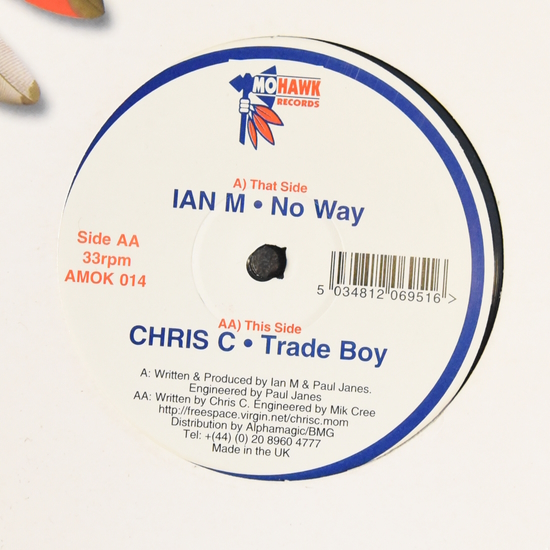 MOHAWK
RECORDS
A) That Side
IAN M • No Way
Side AA
33rpm
AMOK 014
5 034812 069516 >
AA) This Side
CHRIS C • Trade Boy
A: Written & Produced by Ian M & Paul Janes.
Engineered by Paul Janes
AA: Written by Chris C. Engineered by Mik Cree
http://freespace.virgin.net/chrisc.mom
Distribution by Alphamagic/BMG
Tel: +(44) (0) 20 8960 4777
Made in the UK